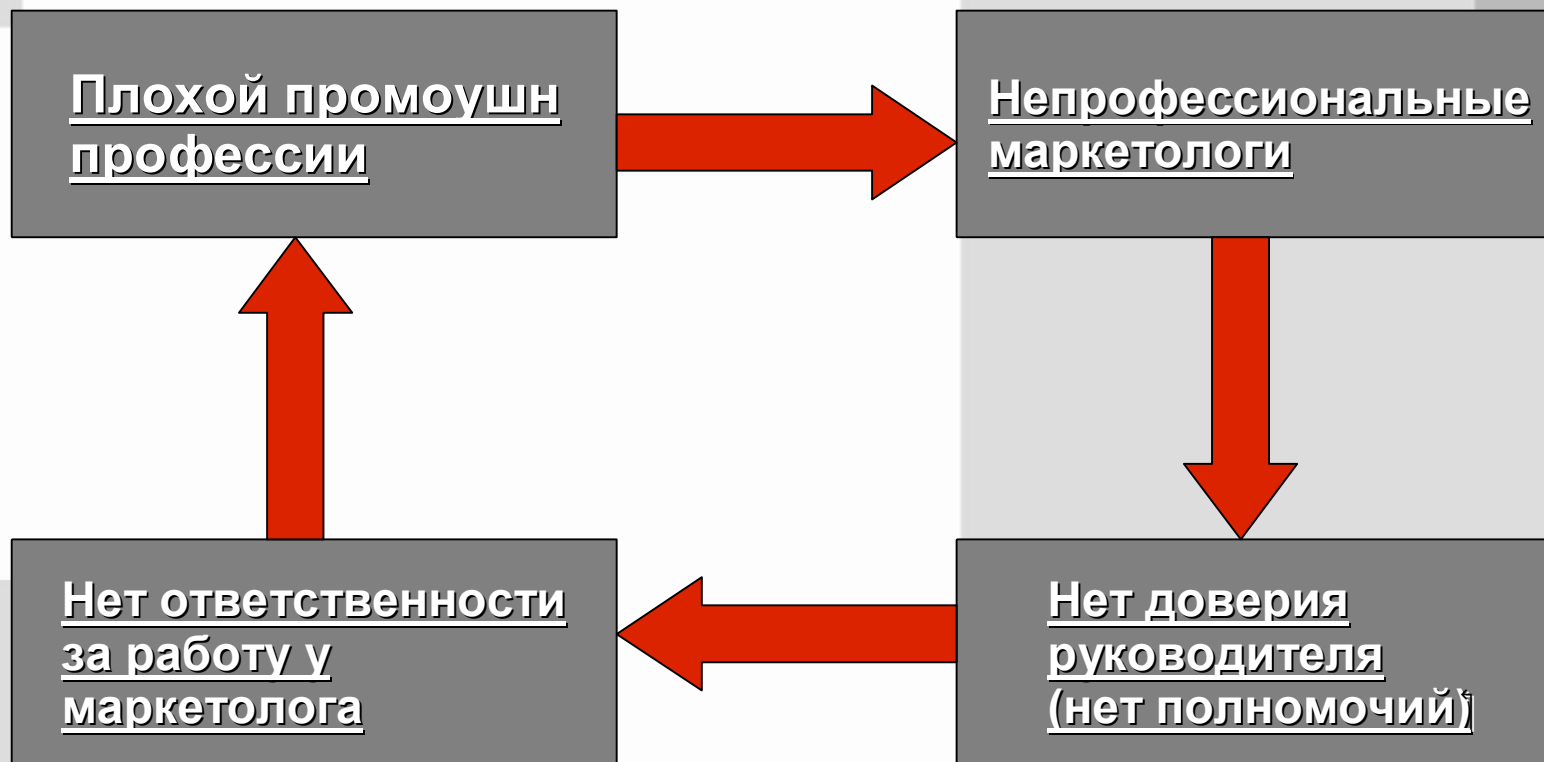 Плохой промоушн
профессии
Непрофессиональные
маркетологи
Нет ответственности
за работу у
маркетолога
Нет доверия
руководителя
(нет полномочий)